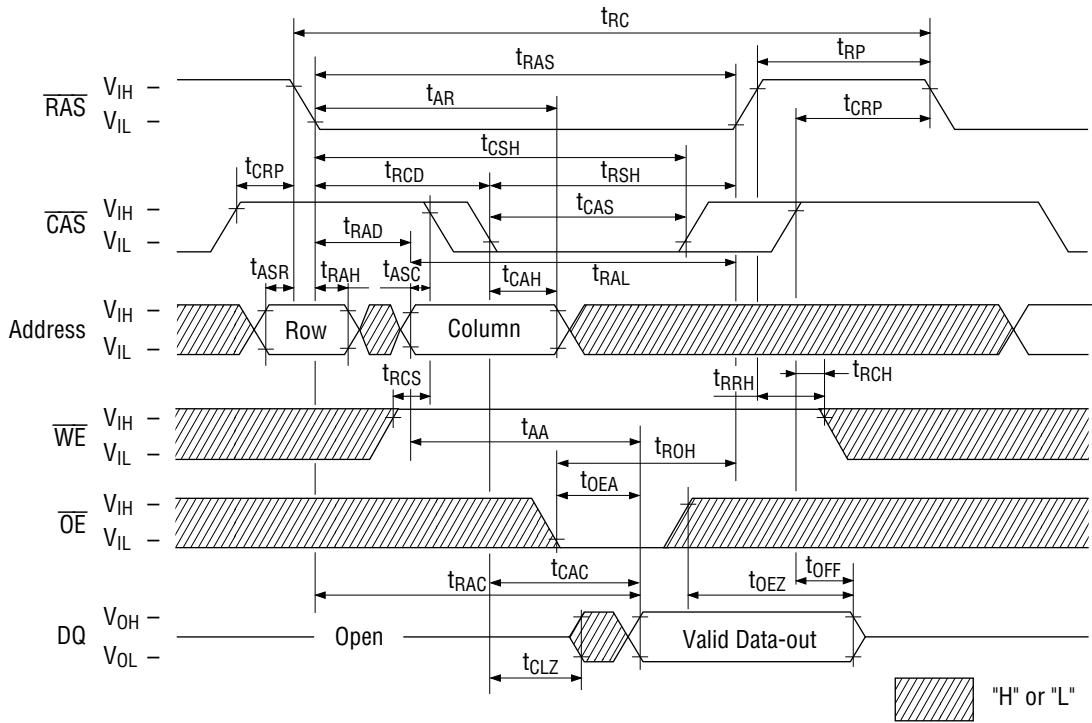 tRC
tRP
tRAS
RAS
VIH
VIL
tAR
tCRP
tCSH
tCRP
tRCD
tRSH
CAS
VIH
VIL
tCAS
tRAD
tRAL
tASR
tRAH
tASC
tCAH
Address
VIH
VIL
Row
Column
tRCS
tRRH
tRCH
WE
VIH
VIL
tAA
tROH
tOEA
OE
VIH
VIL
tCAC
tOFF
tRAC
tOEZ
DQ
VOH
VOL
Open
Valid Data-out
tCLZ
"H" or "L"